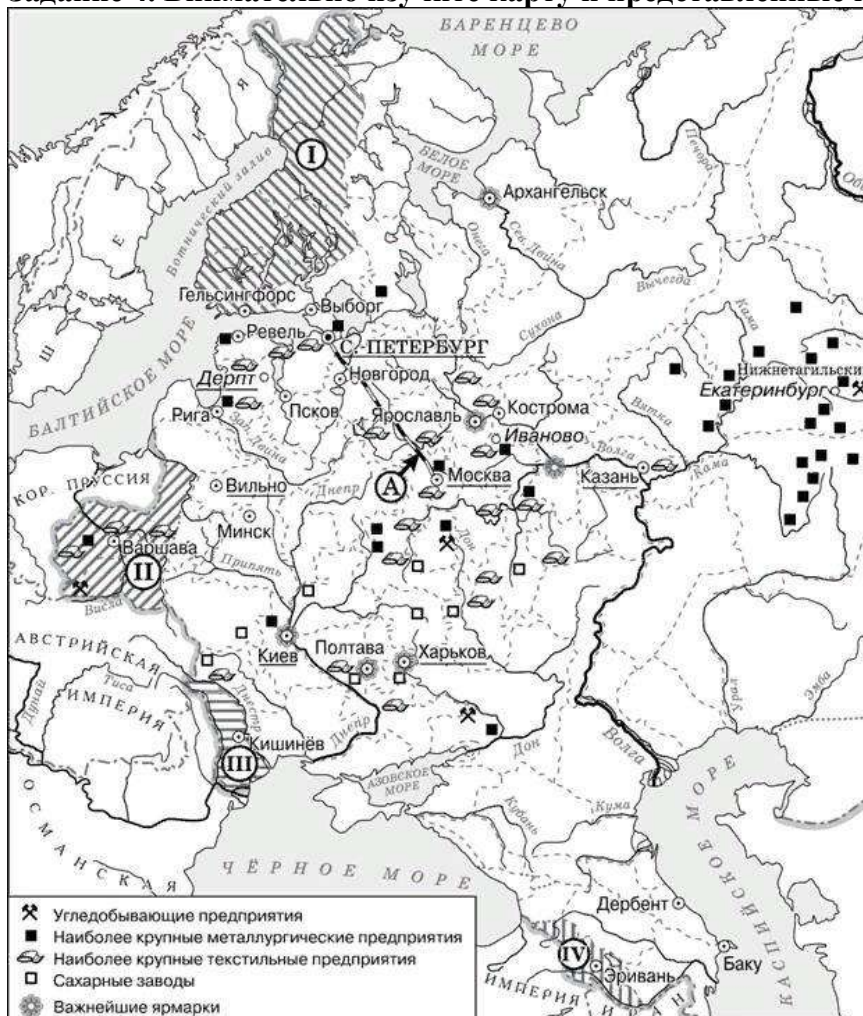 Задание 4. Внимательно изучите карту и представленные
БАРЕНЦЕВО
МОРЕ
I
БЕЛОЕ
МОРЕ
Печора
Архангельск
Ботнический залив
Онега
Сев. Двина
Вычегда
Сухона
Кама
Ш В Е Ц И Я
Гельсингфорс
Выборг
Ревель
С.-ПЕТЕРБУРГ
Нижнетагильский
Екатеринбург
БАЛТИЙСКОЕ МОРЕ
Дерпт
Новгород
Псков
Ярославль
Кострома
Вятка
Рига
Зап. Двина
Иваново
Волга
Москва
Казань
Кама
КОР. ПРУССИЯ
Вильно
Днепр
А
Минск
Варшава
II
Припять
Дон
Висла
АВСТРИЙСКАЯ
ИМПЕРИЯ
Киев
Полтава
Харьков
Тиса
Дунай
Днестр
Днепр
Урал
Эмба
Кишинёв
III
Дон
Волга
АЗОВСКОЕ
МОРЕ
ОСМАНСКАЯ
Кубань
Кума
ЧЁРНОЕ МОРЕ
КАСПИЙСКОЕ МОРЕ
Дербент
IV
Эривань
Баку
ИМПЕРИЯ
ИРАН
Угледобывающие предприятия
Наиболее крупные металлургические предприятия
Наиболее крупные текстильные предприятия
Сахарные заводы
Важнейшие ярмарки